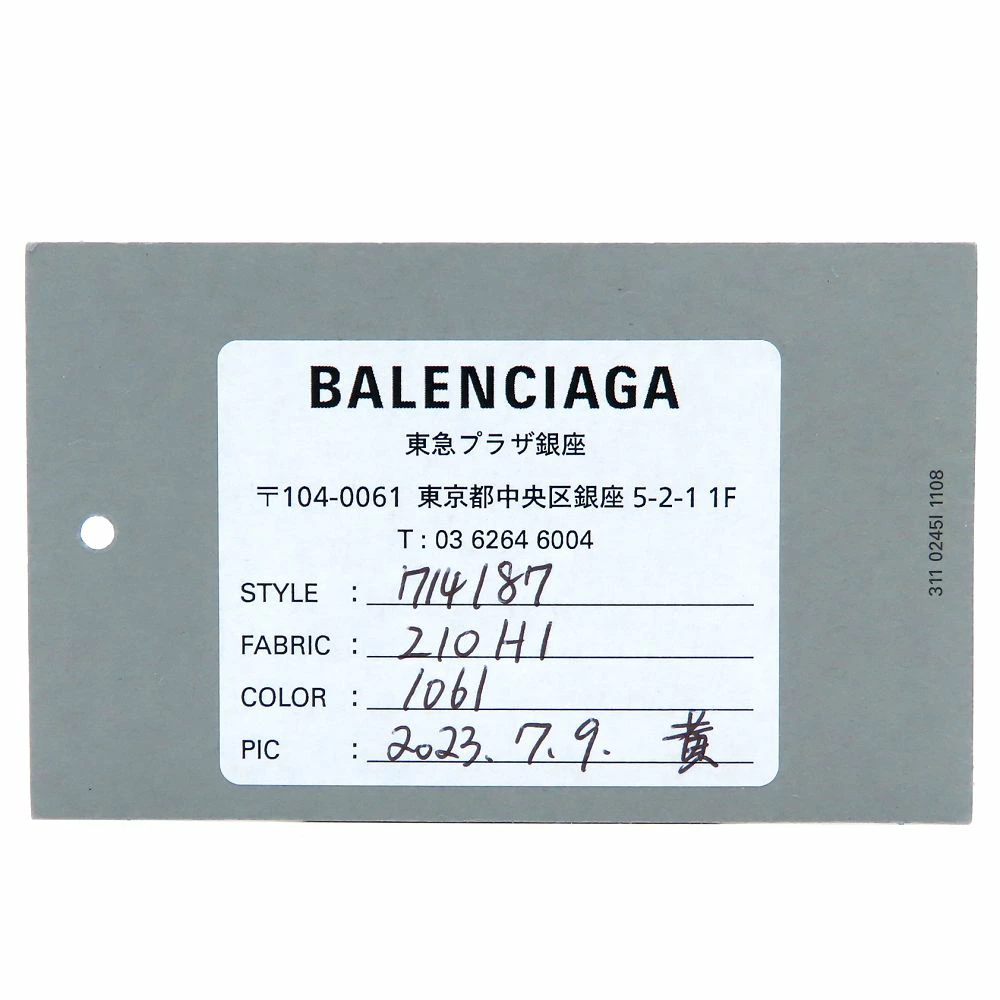 BALENCIAGA
東急プラザ銀座
〒104-0061 東京都中央区銀座 5-2-1 1F
T : 03 6264 6004
STYLE : 714187
FABRIC : 210H1
COLOR : 1061
PIC : 2023. 7. 9. 黄
311 0245I 1108